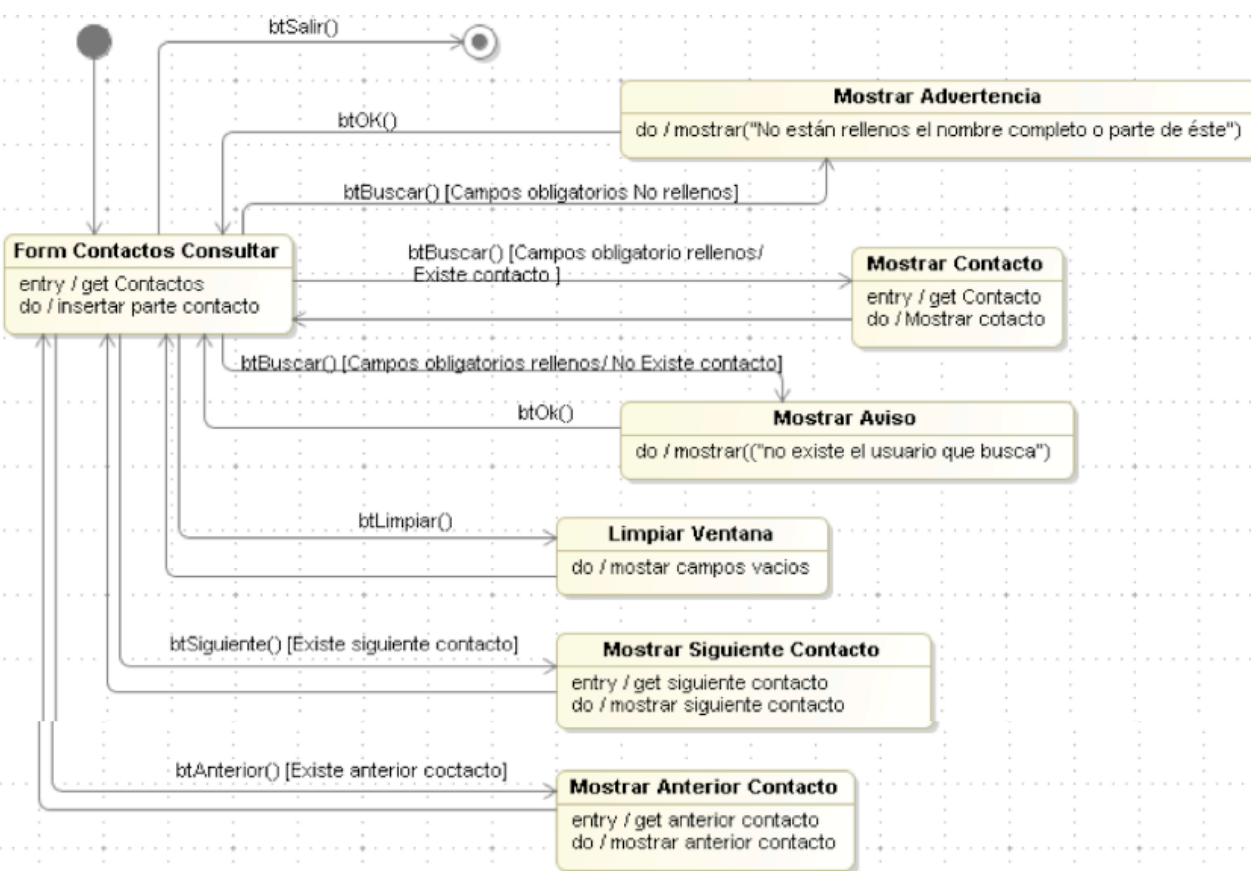 btSalir()
Mostrar Advertencia
do / mostrar("No están rellenos el nombre completo o parte de éste")
btOK()
btBuscar() [Campos obligatorios No rellenos]
Form Contactos Consultar
entry / get Contactos
do / insertar parte contacto
btBuscar() [Campos obligatorio rellenos/
Existe contacto ]
Mostrar Contacto
entry / get Contacto
do / Mostrar cotacto
btBuscar() [Campos obligatorios rellenos/ No Existe contacto]
btOk()
Mostrar Aviso
do / mostrar(("no existe el usuario que busca")
btLimpiar()
Limpiar Ventana
do / mostar campos vacios
btSiguiente() [Existe siguiente contacto]
Mostrar Siguiente Contacto
entry / get siguiente contacto
do / mostrar siguiente contacto
btAnterior() [Existe anterior coctacto]
Mostrar Anterior Contacto
entry / get anterior contacto
do / mostrar anterior contacto